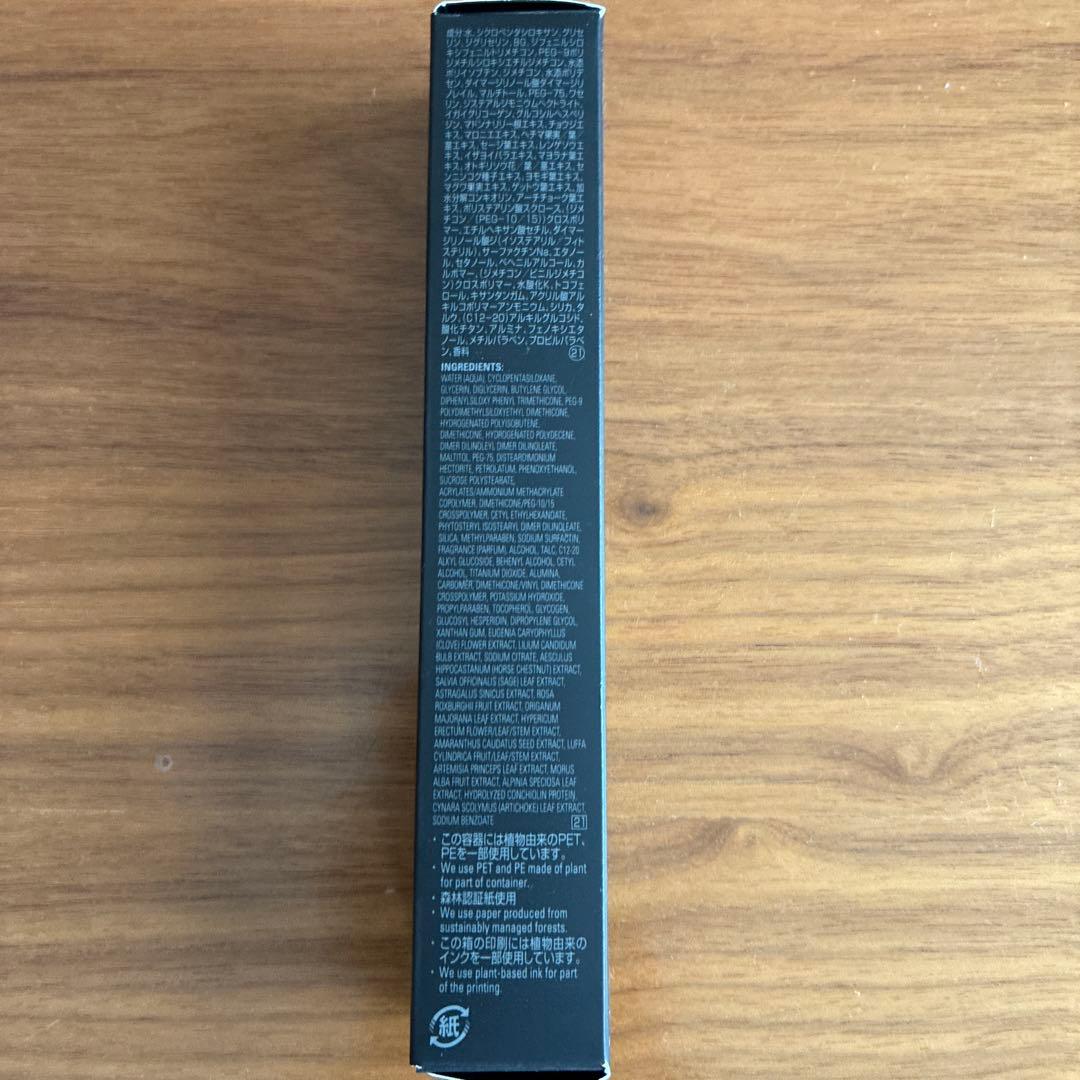 成分:水、シクロペンタシロキサン、グリセ
リン、ジグリセリン、BG、ジフェニルシロ
キシフェニルトリメチコン、PEG-9ポリ
ジメチルシロキシエチルジメチコン、水添
ポリイソブテン、ジメチコン、水添ポリデ
セン、ダイマージリノール酸ダイマージリ
ノレイル、マルチトール、PEG-75、ワセ
リン、ジステアルジモニウムヘクトライト、
イガイグリコーゲン、グルコシルヘスペリ
ジン、マドンナリリー根エキス、チョウジエ
キス、マロニエエキス、ヘチマ果実/葉/
茎エキス、セージ葉エキス、レンゲソウエ
キス、イザヨイバラエキス、マヨラナ葉エ
キス、オトギリソウ花/葉/茎エキス、セ
ンニンコク種子エキス、ヨモギ葉エキス、
マグワ果実エキス、ゲットウ葉エキス、加
水分解コンキオリン、アーチチョーク葉エ
キス、ポリステアリン酸スクロース、(ジメ
チコン/(PEG-10/15))クロスポリ
マー、エチルヘキサン酸セチル、ダイマー
ジリノール酸ジ(イソステアリル/フィト
ステリル)、サーファクチンNa、エタノー
ル、セタノール、ベヘニルアルコール、カ
ルボマー、(ジメチコン/ビニルジメチコ
ン)クロスポリマー、水酸化K、トコフェ
ロール、キサンタンガム、アクリル酸アル
キルコポリマーアンモニウム、シリカ、タ
ルク、(C12-20)アルキルグルコシド、
酸化チタン、アルミナ、フェノキシエタ
ノール、メチルパラベン、プロピルパラベ
ン、香料 21
INGREDIENTS:
WATER (AQUA), CYCLOPENTASILOXANE,
GLYCERIN, DIGLYCERIN, BUTYLENE GLYCOL,
DIPHENYLSILOXY PHENYL TRIMETHICONE, PEG-9
POLYDIMETHYLSILOXYETHYL DIMETHICONE,
HYDROGENATED POLYISOBUTENE,
DIMETHICONE, HYDROGENATED POLYDECENE,
DIMER DILINOLEYL DIMER DILINOLEATE,
MALTITOL, PEG-75, DISTEARDIMONIUM
HECTORITE, PETROLATUM, PHENOXYETHANOL,
SUCROSE POLYSTEARATE,
ACRYLATES/AMMONIUM METHACRYLATE
COPOLYMER, DIMETHICONE/PEG-10/15
CROSSPOLYMER, CETYL ETHYLHEXANOATE,
PHYTOSTERYL ISOSTEARYL DIMER DILINOLEATE,
SILICA, METHYLPARABEN, SODIUM SURFACTIN,
FRAGRANCE (PARFUM), ALCOHOL, TALC, C12-20
ALKYL GLUCOSIDE, BEHENYL ALCOHOL, CETYL
ALCOHOL, TITANIUM DIOXIDE, ALUMINA,
CARBOMER, DIMETHICONE/VINYL DIMETHICONE
CROSSPOLYMER, POTASSIUM HYDROXIDE,
PROPYLPARABEN, TOCOPHEROL, GLYCOGEN,
GLUCOSYL HESPERIDIN, DIPROPYLENE GLYCOL,
XANTHAN GUM, EUGENIA CARYOPHYLLUS
(CLOVE) FLOWER EXTRACT, LILIUM CANDIDUM
BULB EXTRACT, SODIUM CITRATE, AESCULUS
HIPPOCASTANUM (HORSE CHESTNUT) EXTRACT,
SALVIA OFFICINALIS (SAGE) LEAF EXTRACT,
ASTRAGALUS SINICUS EXTRACT, ROSA
ROXBURGHII FRUIT EXTRACT, ORIGANUM
MAJORANA LEAF EXTRACT, HYPERICUM
ERECTUM FLOWER/LEAF/STEM EXTRACT,
AMARANTHUS CAUDATUS SEED EXTRACT, LUFFA
CYLINDRICA FRUIT/LEAF/STEM EXTRACT,
ARTEMISIA PRINCEPS LEAF EXTRACT, MORUS
ALBA FRUIT EXTRACT, ALPINIA SPECIOSA LEAF
EXTRACT, HYDROLYZED CONCHIOLIN PROTEIN,
CYNARA SCOLYMUS (ARTICHOKE) LEAF EXTRACT,
SODIUM BENZOATE 21
・この容器には植物由来のPET、
PEを一部使用しています。
・We use PET and PE made of plant
for part of container.
・森林認証紙使用
・We use paper produced from
sustainably managed forests.
・この箱の印刷には植物由来の
インクを一部使用しています。
・We use plant-based ink for part
of the printing.
紙